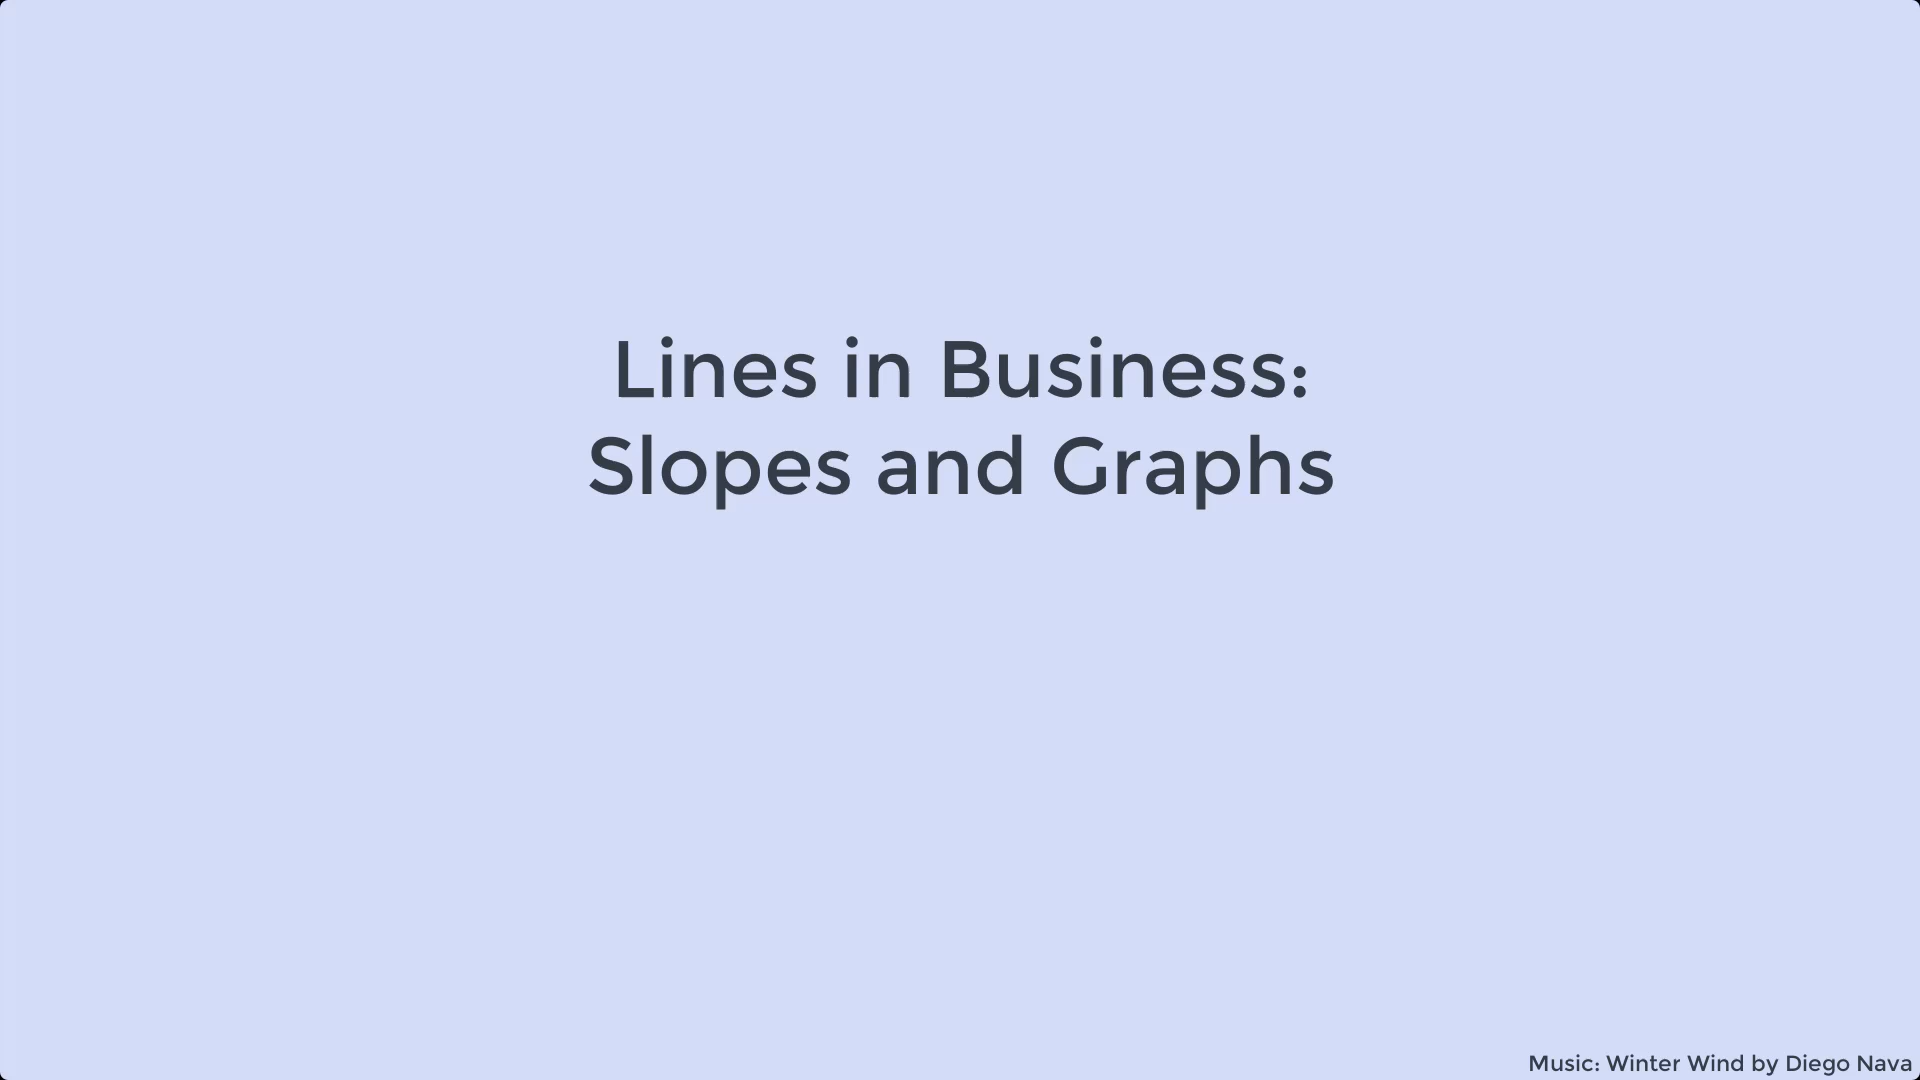 Lines in Business:
Slopes and Graphs
Music: Winter Wind by Diego Nava